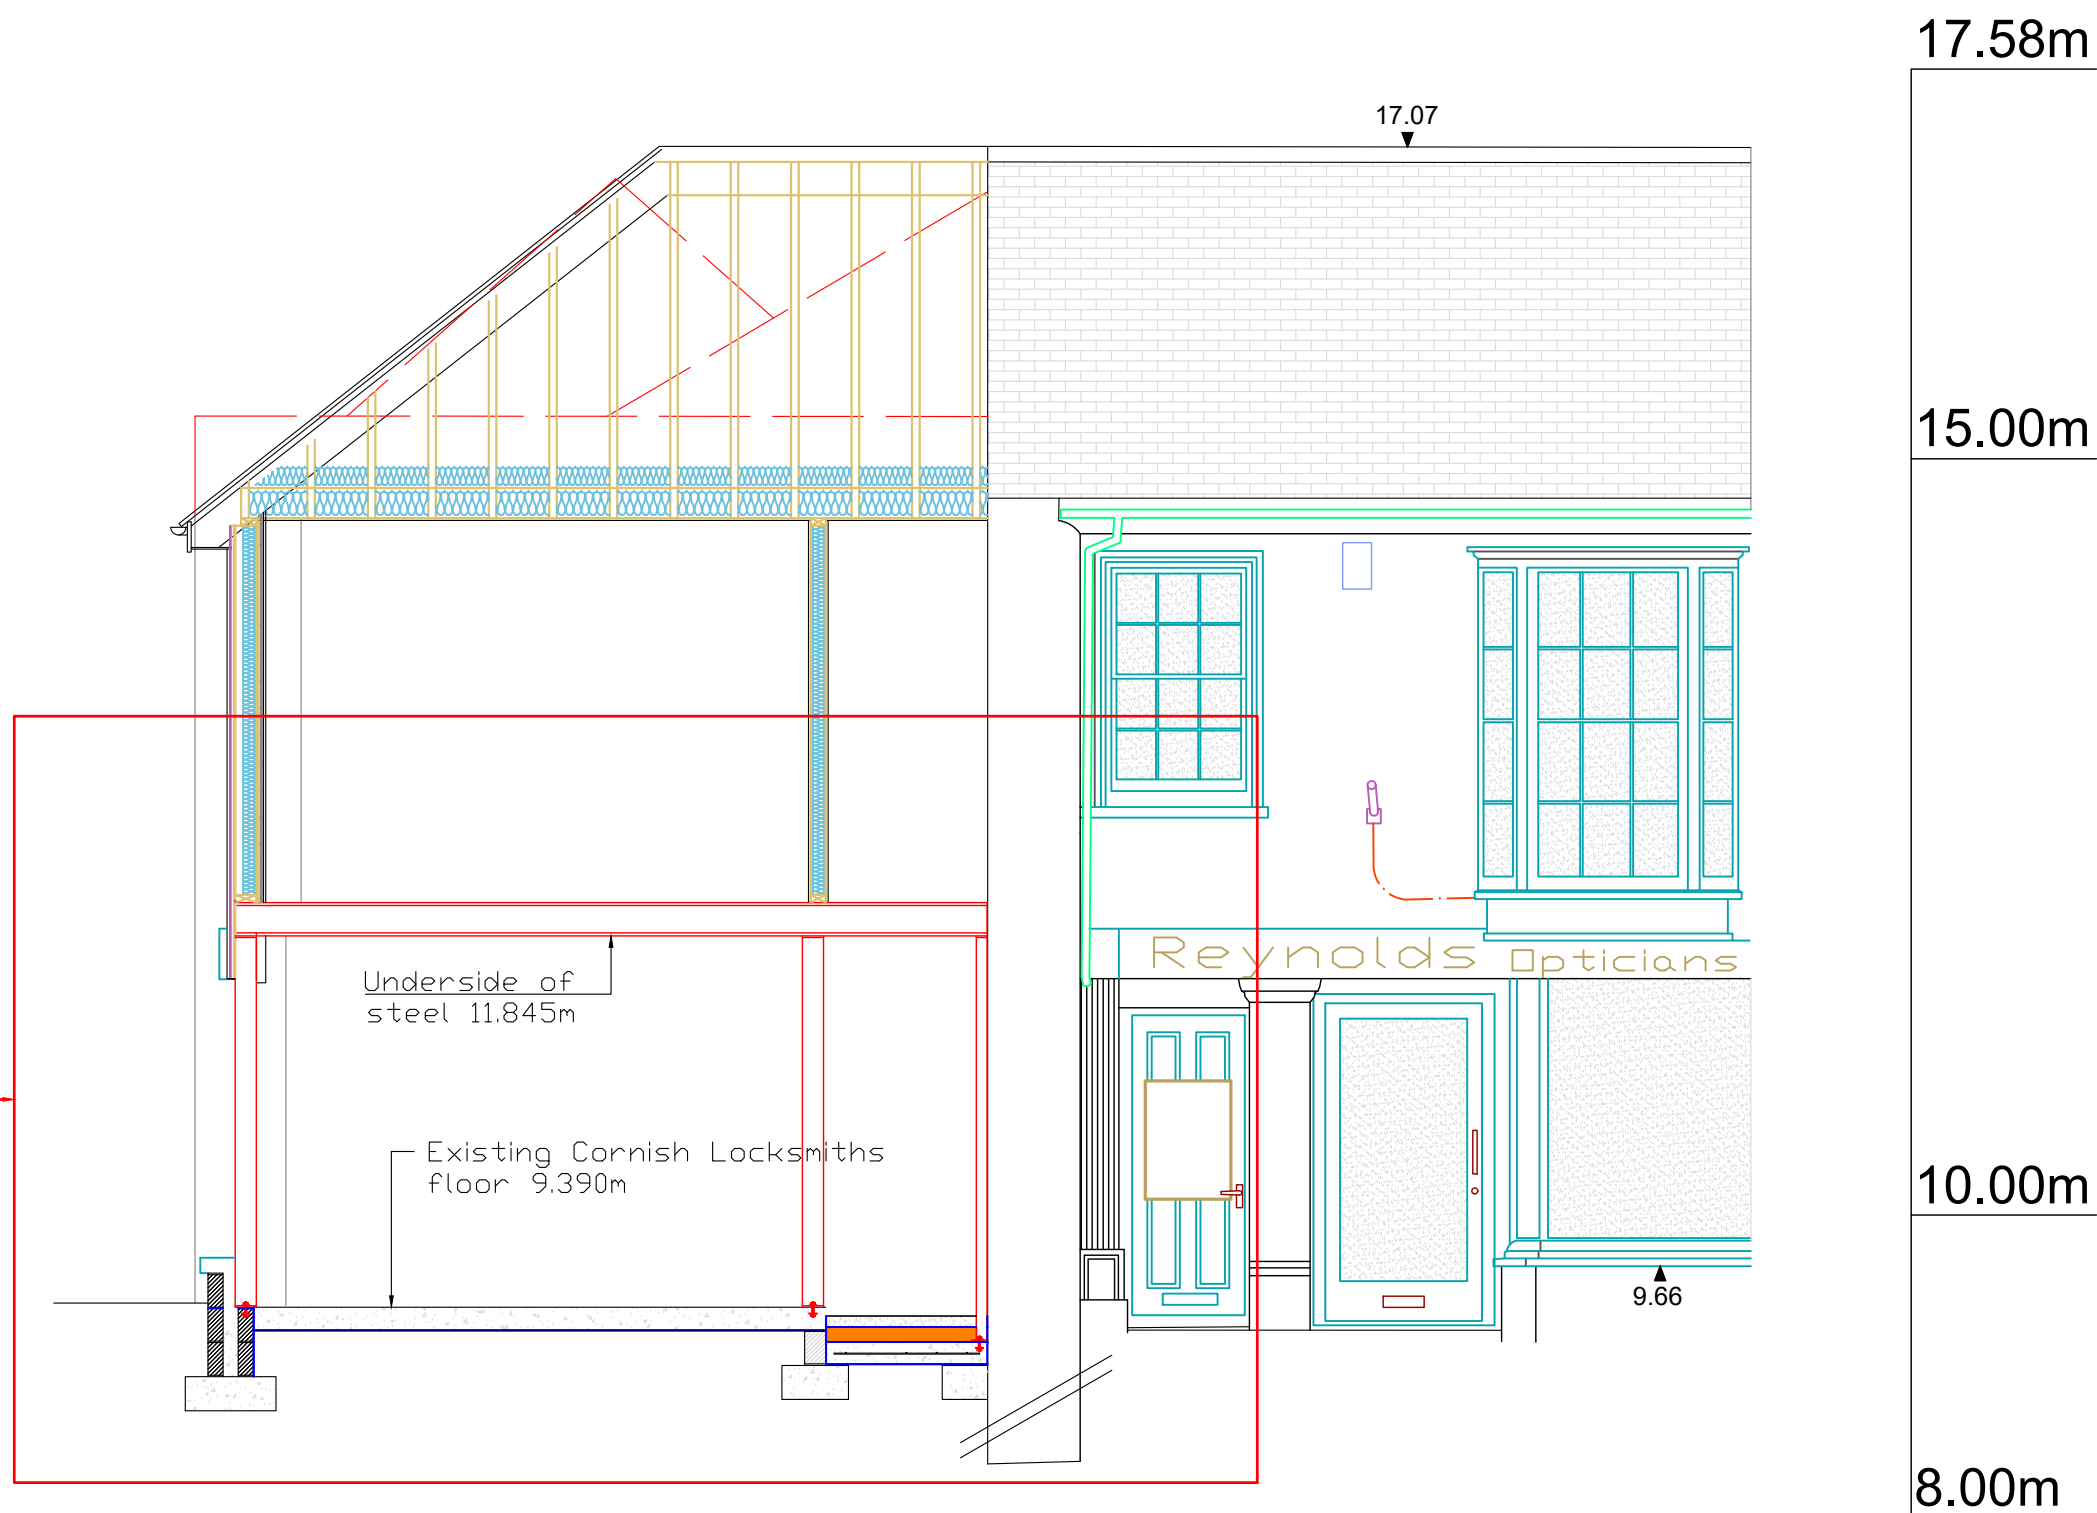 17.58m
17.07
15.00m
Reynolds Opticians
Underside of
steel 11.845m
Existing Cornish Locksmiths
floor 9.390m
10.00m
9.66
8.00m